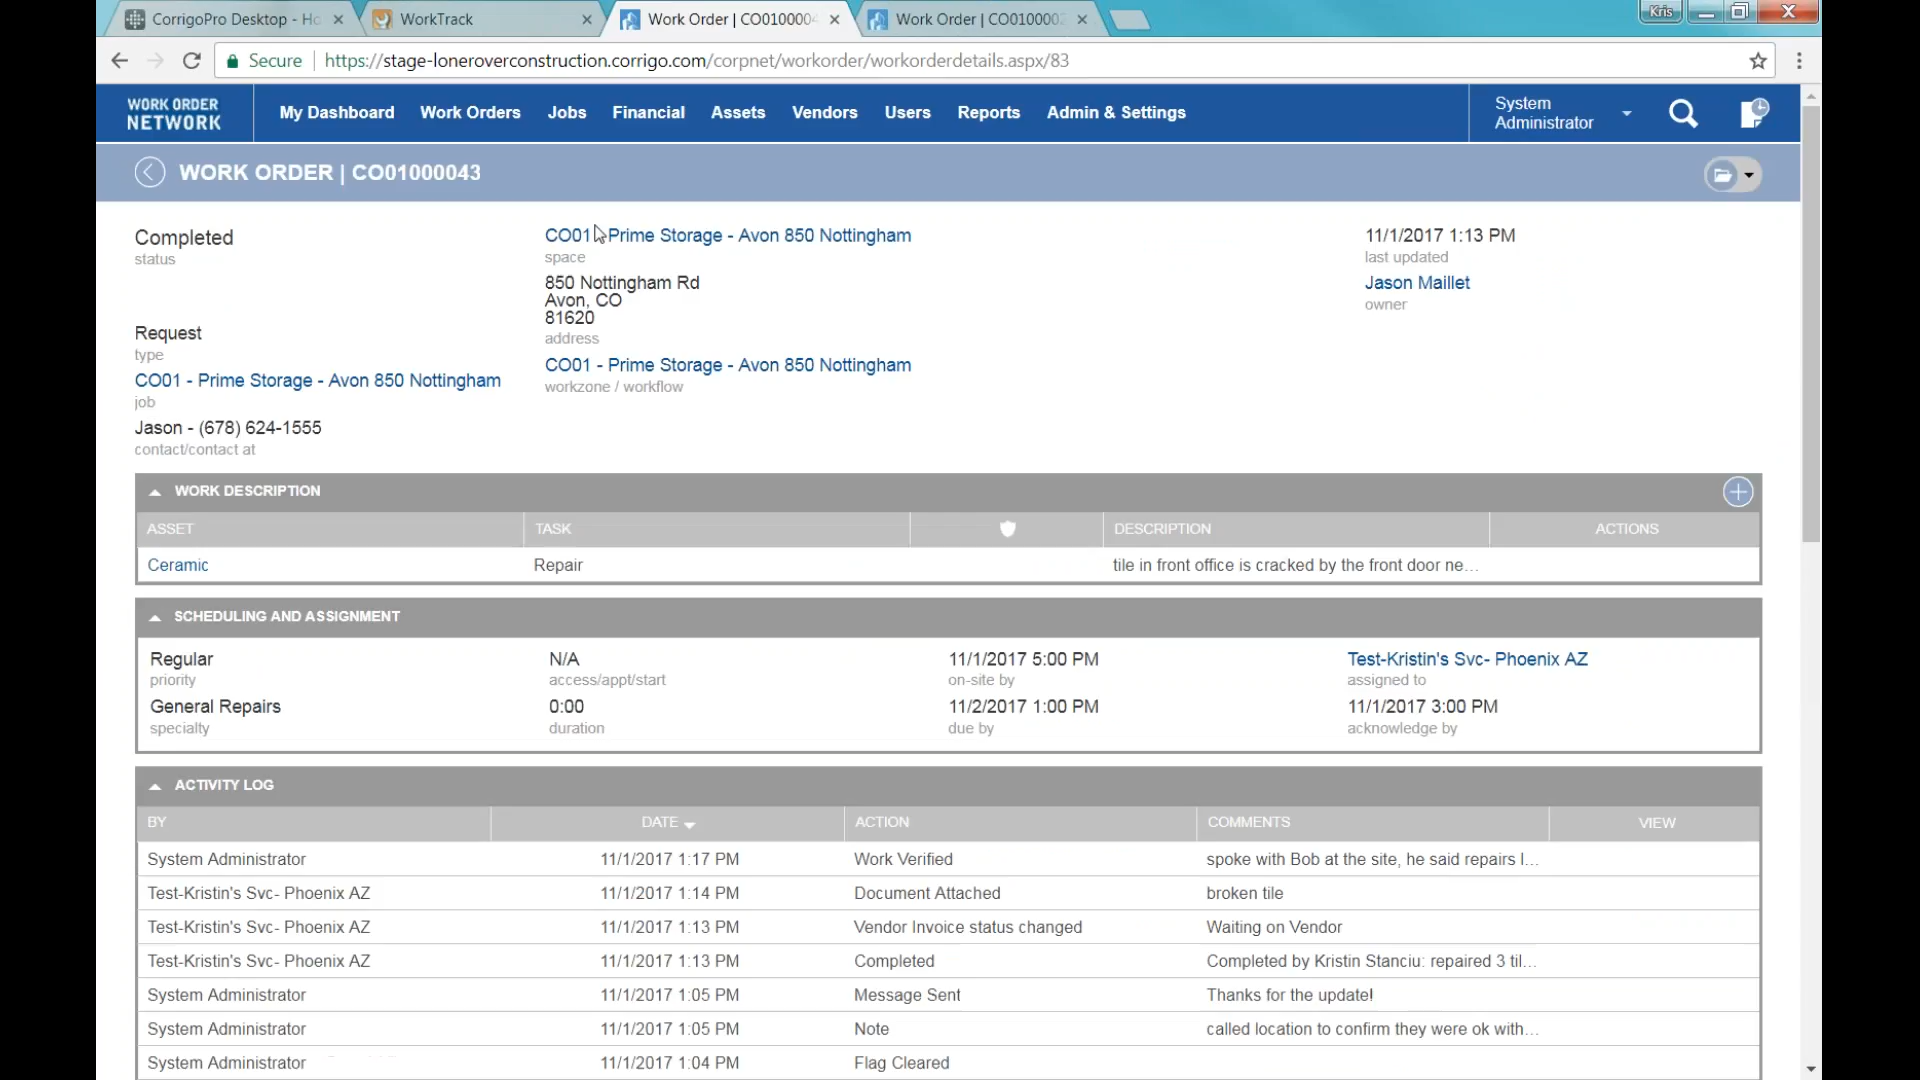 CorrigoPro Desktop - Ho
WorkTrack
Work Order | CO0100004
Work Order | CO0100002
Kris
Secure
https://stage-loneroverconstruction.corrigo.com/corpnet/workorder/workorderdetails.aspx/83
WORK ORDER NETWORK
My Dashboard
Work Orders
Jobs
Financial
Assets
Vendors
Users
Reports
Admin & Settings
System Administrator
WORK ORDER | CO01000043
Completed
status
Request
type
CO01 - Prime Storage - Avon 850 Nottingham
job
Jason - (678) 624-1555
contact/contact at
CO01 Prime Storage - Avon 850 Nottingham
space
850 Nottingham Rd
Avon, CO
81620
address
CO01 - Prime Storage - Avon 850 Nottingham
workzone / workflow
11/1/2017 1:13 PM
last updated
Jason Maillet
owner
WORK DESCRIPTION
ASSET TASK DESCRIPTION ACTIONS
Ceramic Repair tile in front office is cracked by the front door ne…
SCHEDULING AND ASSIGNMENT
Regular N/A 11/1/2017 5:00 PM Test-Kristin's Svc- Phoenix AZ
priority access/appt/start on-site by assigned to
General Repairs 0:00 11/2/2017 1:00 PM 11/1/2017 3:00 PM
specialty duration due by acknowledge by
ACTIVITY LOG
BY DATE ACTION COMMENTS VIEW
System Administrator 11/1/2017 1:17 PM Work Verified spoke with Bob at the site, he said repairs l…
Test-Kristin's Svc- Phoenix AZ 11/1/2017 1:14 PM Document Attached broken tile
Test-Kristin's Svc- Phoenix AZ 11/1/2017 1:13 PM Vendor Invoice status changed Waiting on Vendor
Test-Kristin's Svc- Phoenix AZ 11/1/2017 1:13 PM Completed Completed by Kristin Stanciu: repaired 3 til…
System Administrator 11/1/2017 1:05 PM Message Sent Thanks for the update!
System Administrator 11/1/2017 1:05 PM Note called location to confirm they were ok with…
System Administrator 11/1/2017 1:04 PM Flag Cleared